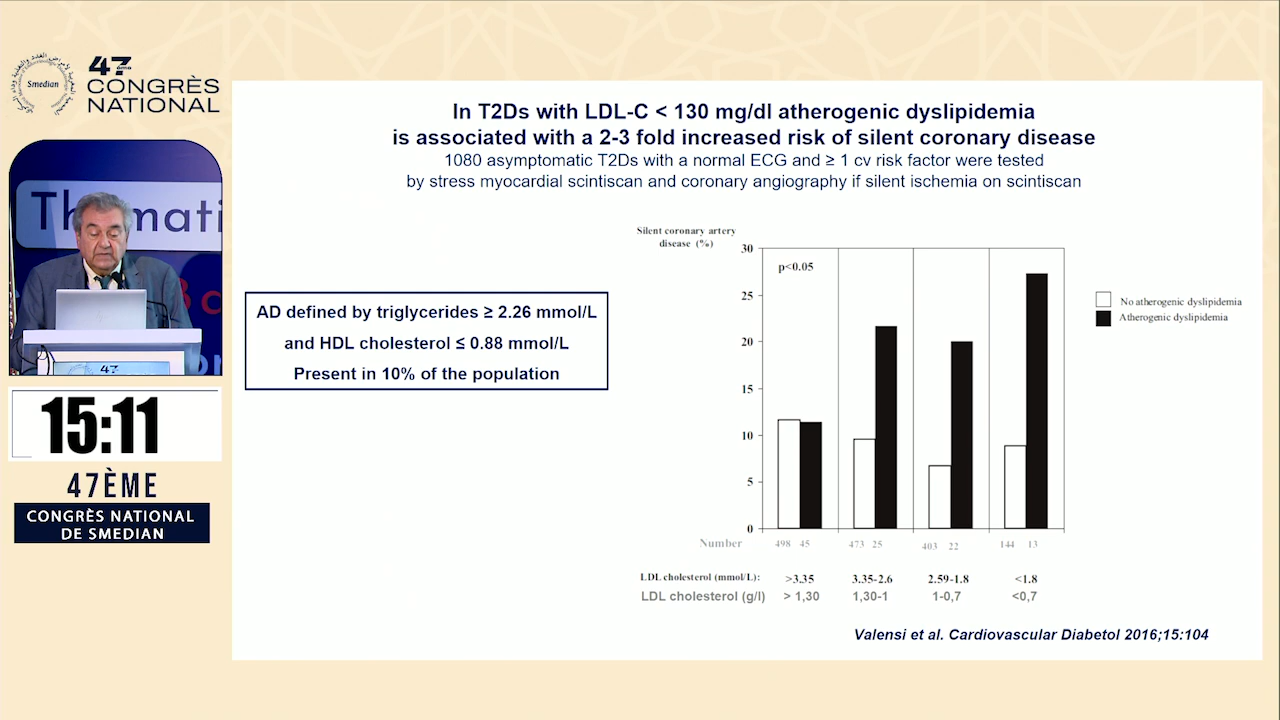 Smedian
47ème
CONGRÈS
NATIONAL
Th mati
15:11
47ÈME
CONGRÈS NATIONAL
DE SMEDIAN
In T2Ds with LDL-C < 130 mg/dl atherogenic dyslipidemia
is associated with a 2-3 fold increased risk of silent coronary disease
1080 asymptomatic T2Ds with a normal ECG and ≥ 1 cv risk factor were tested
by stress myocardial scintiscan and coronary angiography if silent ischemia on scintiscan
AD defined by triglycerides ≥ 2.26 mmol/L
and HDL cholesterol ≤ 0.88 mmol/L
Present in 10% of the population
Silent coronary artery
disease (%)
30
p<0.05
25
20
15
10
5
0
No atherogenic dyslipidemia
Atherogenic dyslipidemia
Number 498 45 473 25 403 22 144 13
LDL cholesterol (mmol/L): >3.35 3.35-2.6 2.59-1.8 <1.8
LDL cholesterol (g/l) > 1,30 1,30-1 1-0,7 <0,7
Valensi et al. Cardiovascular Diabetol 2016;15:104